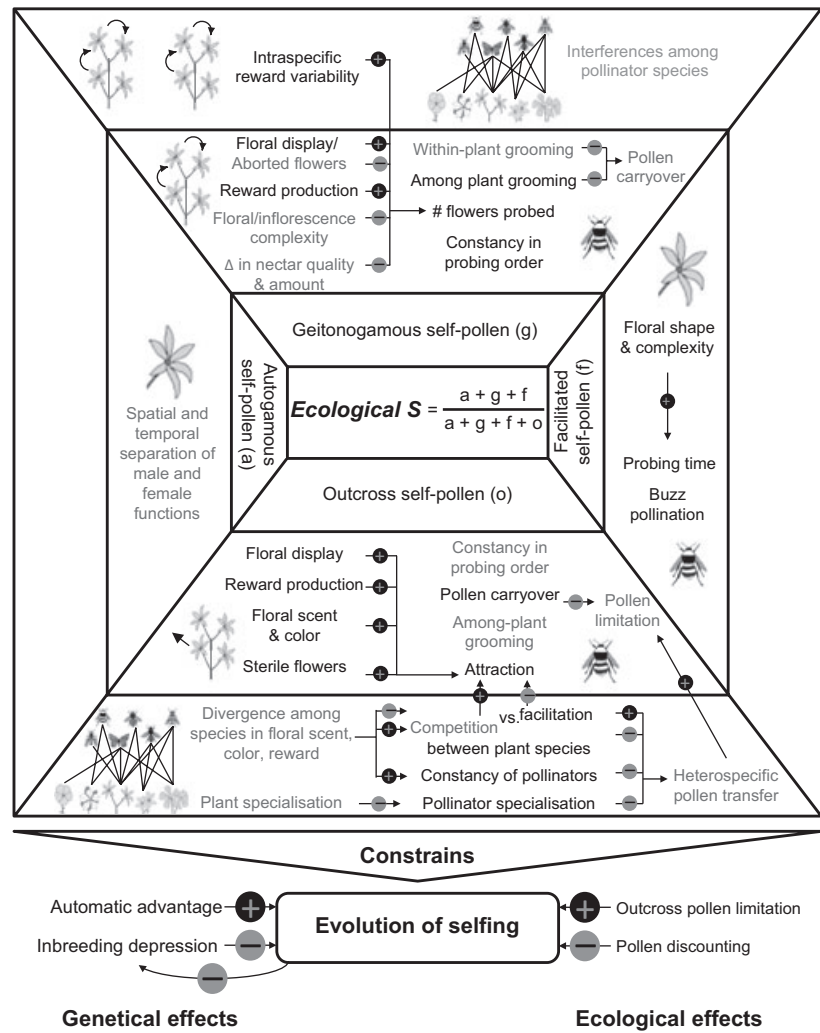 Intraspecific
reward variability
+
Interferences among
pollinator species
Floral display/
+
Aborted flowers
−
Reward production
+
Floral/inflorescence
complexity
−
Δ in nectar quality
& amount
−
# flowers probed
Within-plant grooming
−
Among plant grooming
−
Pollen
carryover
Constancy in
probing order
Geitonogamous self-pollen (g)
Autogamous
self-pollen (a)
Ecological S = a + g + f
a + g + f + o
Facilitated
self-pollen (f)
Outcross self-pollen (o)
Spatial and
temporal
separation of
male and
female
functions
Floral shape
& complexity
+
Probing time
Buzz
pollination
Floral display
+
Reward production
+
Floral scent
& color
+
Sterile flowers
+
Constancy in
probing order
Pollen carryover
−
Pollen
limitation
Among-plant
grooming
Attraction
+
−
+
Divergence among
species in floral scent,
color, reward
−
+
+
Competition vs. facilitation
between plant species
+
−
Constancy of pollinators
−
Plant specialisation
−
Pollinator specialisation
−
Heterospecific
pollen transfer
Constrains
Automatic advantage
+
Inbreeding depression
−
−
Evolution of selfing
+
Outcross pollen limitation
−
Pollen discounting
Genetical effects
Ecological effects